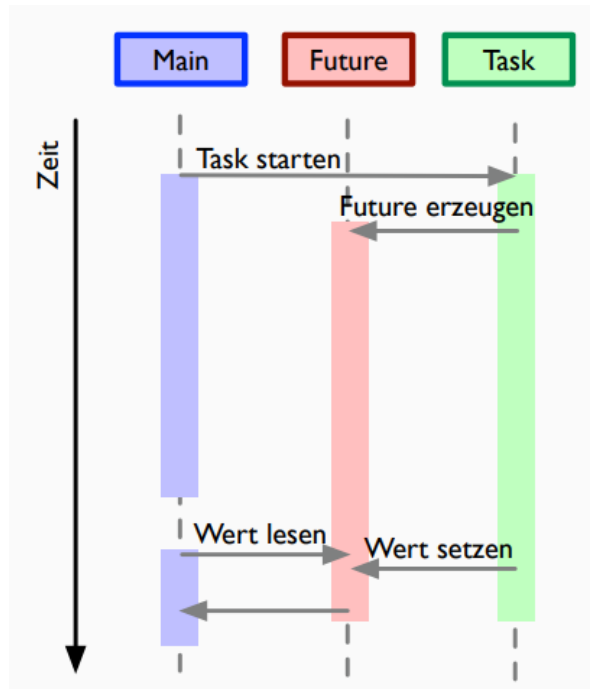 Main
Future
Task
Zeit
Task starten
Future erzeugen
Wert lesen
Wert setzen